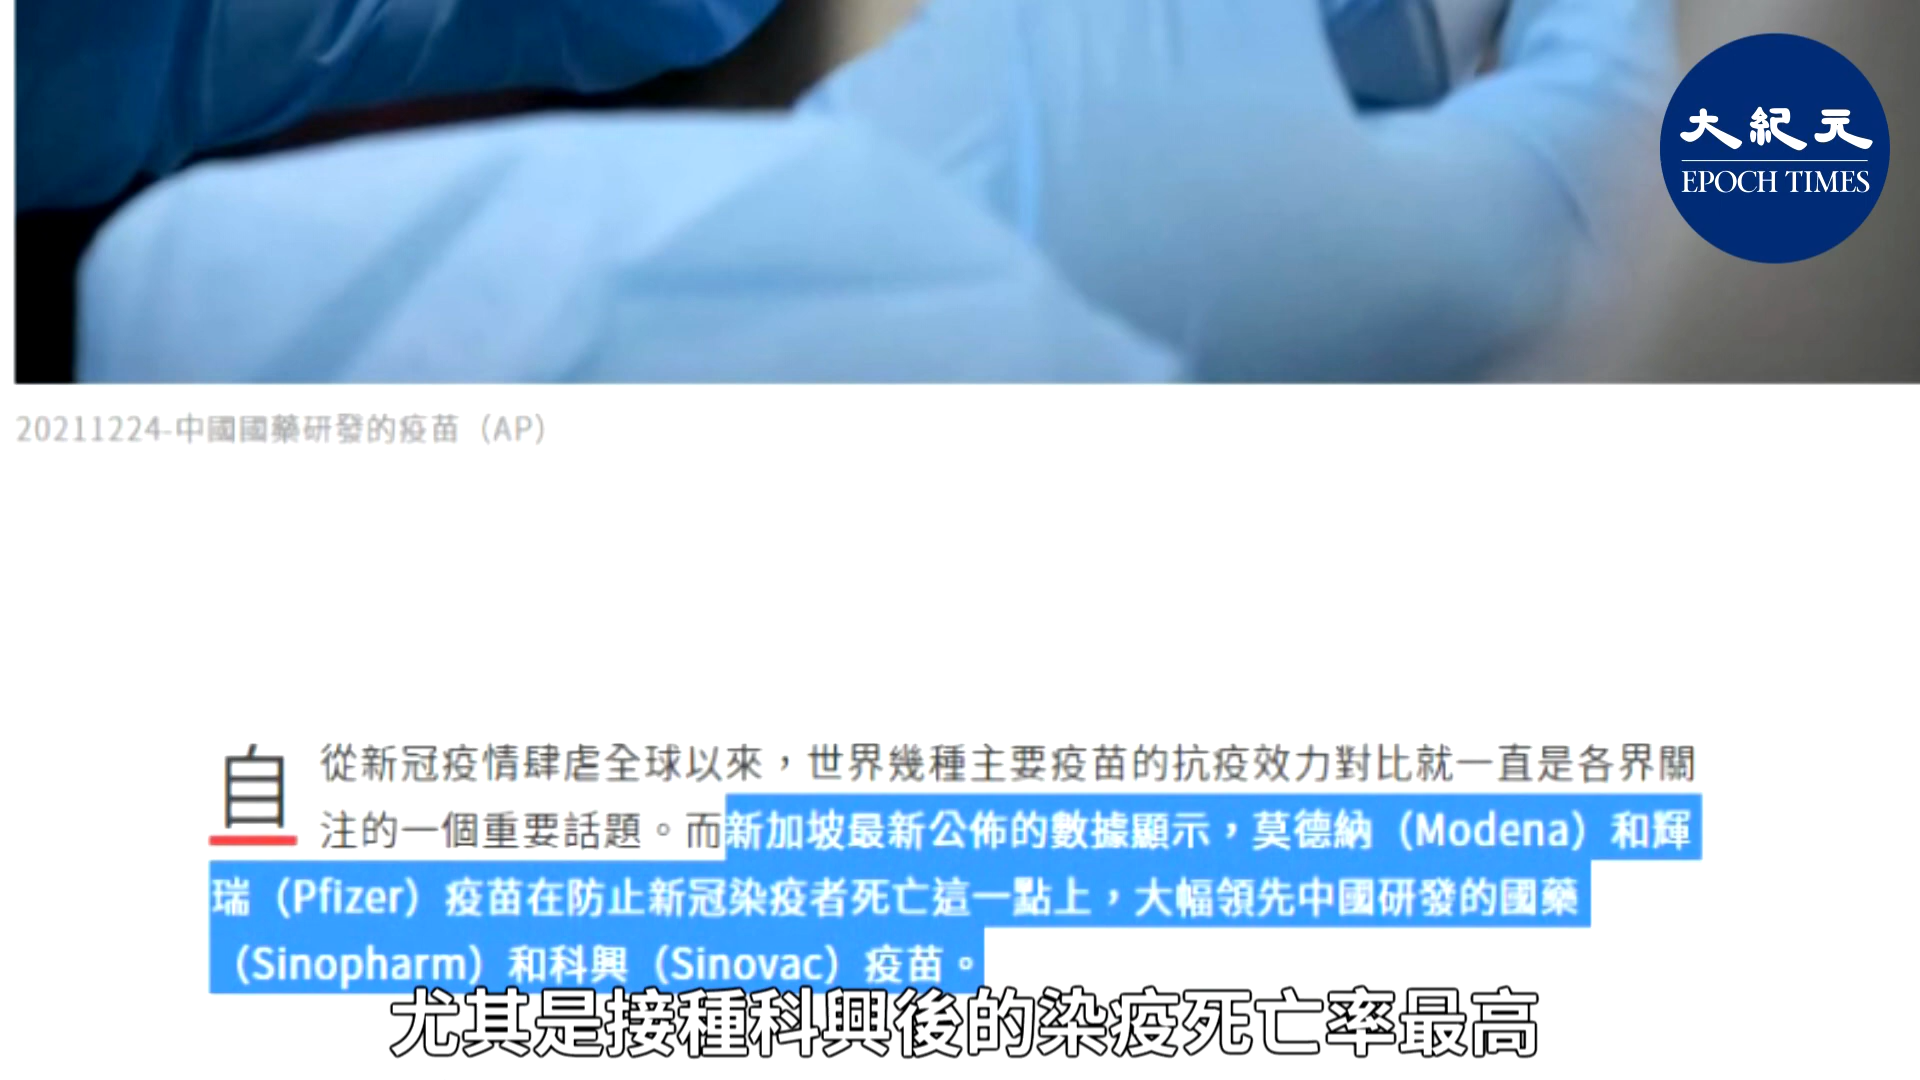 大紀元
EPOCH TIMES
20211224-中國國藥研發的疫苗（AP）
自從新冠疫情肆虐全球以來，世界幾種主要疫苗的抗疫效力對比就一直是各界關
注的一個重要話題。而新加坡最新公佈的數據顯示，莫德納（Modena）和輝
瑞（Pfizer）疫苗在防止新冠染疫者死亡這一點上，大幅領先中國研發的國藥
（Sinopharm）和科興（Sinovac）疫苗。
尤其是接種科興後的染疫死亡率最高